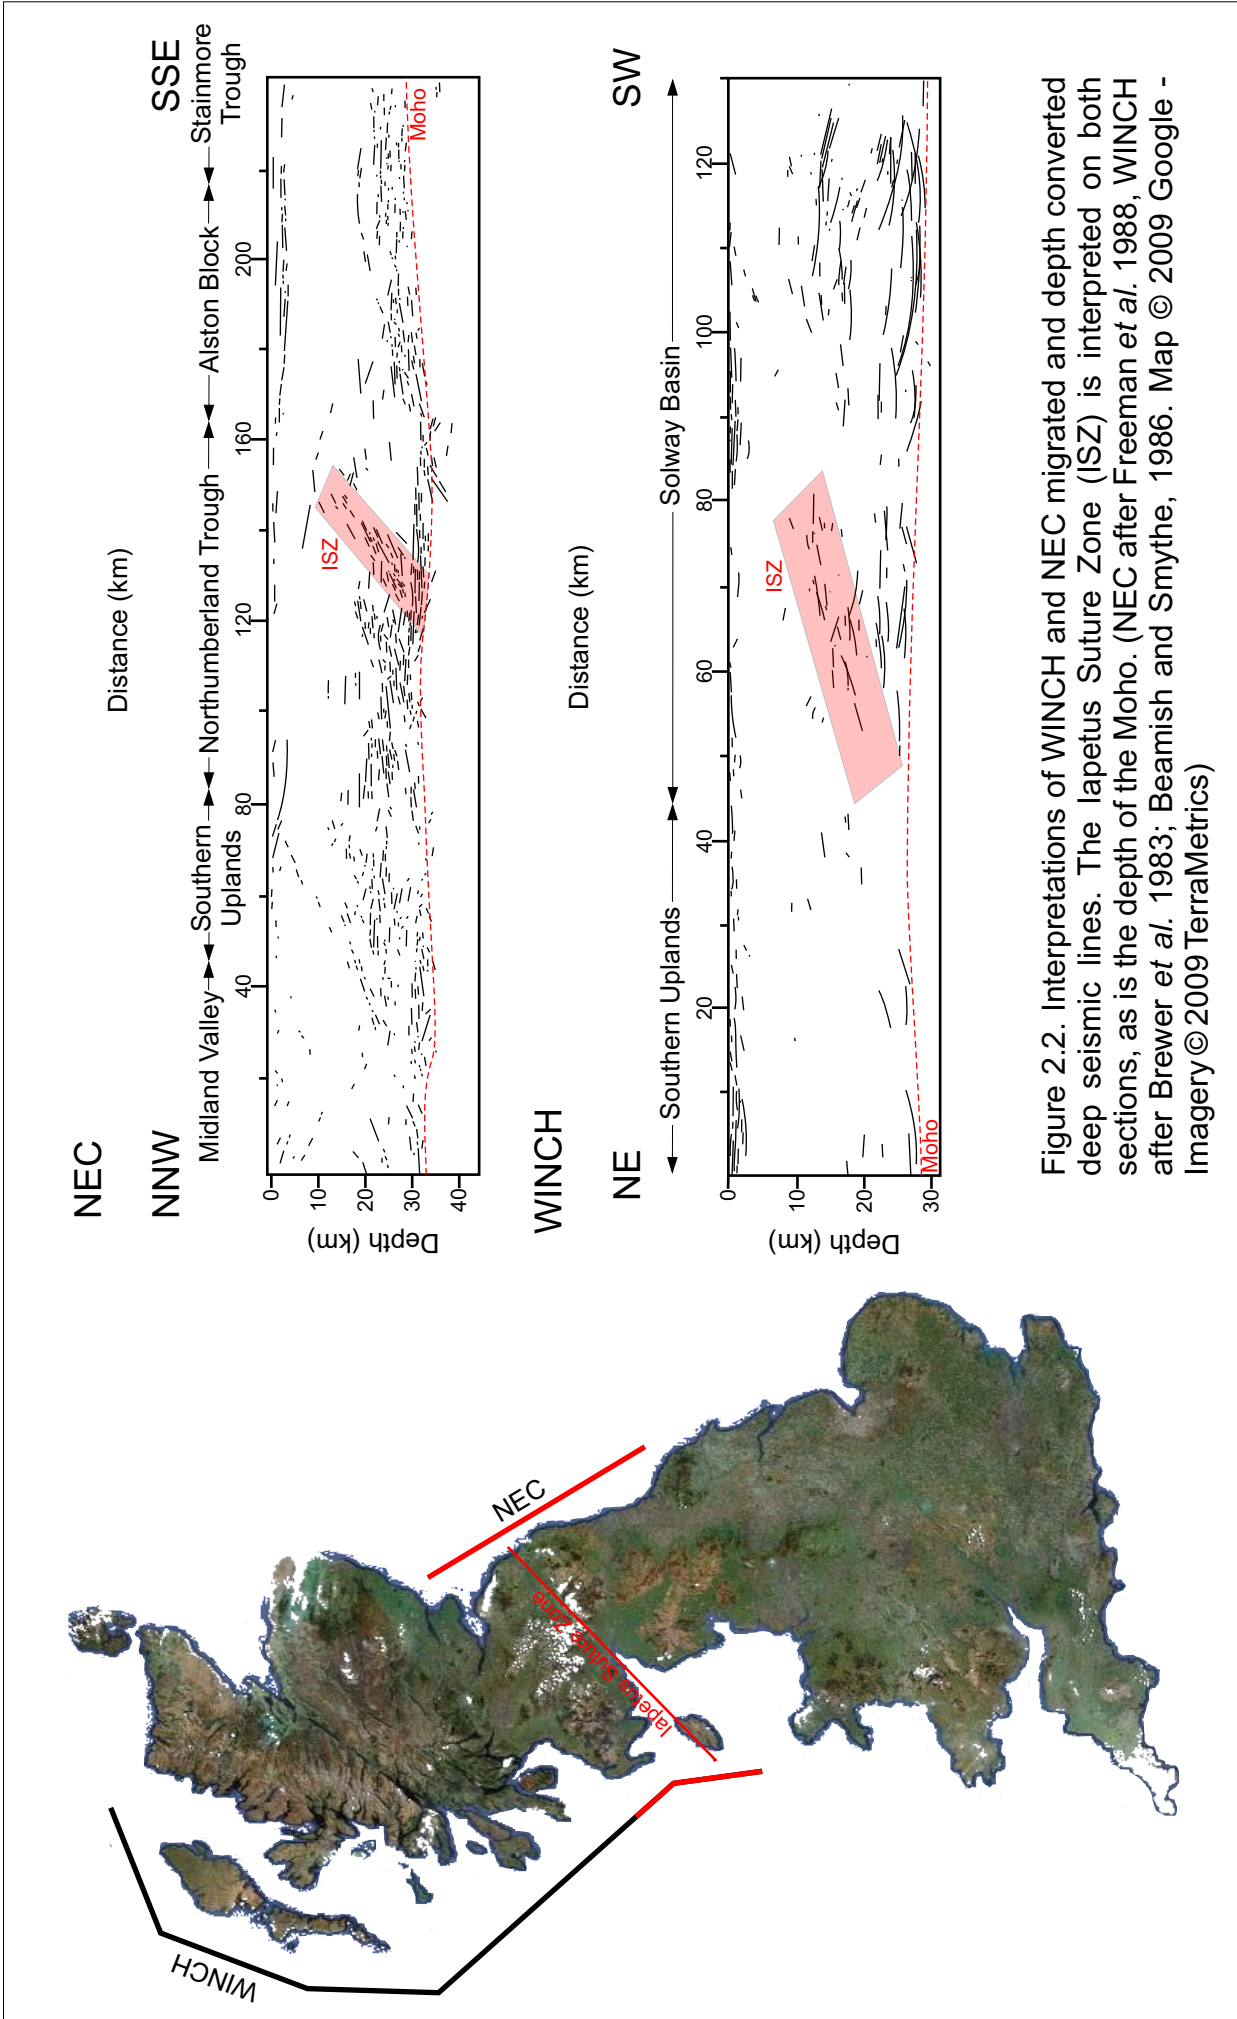 NEC
NNW
SSE
Midland Valley
Southern
Uplands
Northumberland Trough
Alston Block
Stainmore
Trough
Distance (km)
40
80
120
160
200
0
10
20
30
40
Depth (km)
ISZ
Moho
WINCH
NE
SW
Southern Uplands
Solway Basin
Distance (km)
20
40
60
80
100
120
0
10
20
30
Depth (km)
ISZ
Moho
WINCH
NEC
Iapetus Suture Zone
Figure 2.2. Interpretations of WINCH and NEC migrated and depth converted
deep seismic lines. The Iapetus Suture Zone (ISZ) is interpreted on both
sections, as is the depth of the Moho. (NEC after Freeman et al. 1988, WINCH
after Brewer et al. 1983; Beamish and Smythe, 1986. Map © 2009 Google -
Imagery © 2009 TerraMetrics)